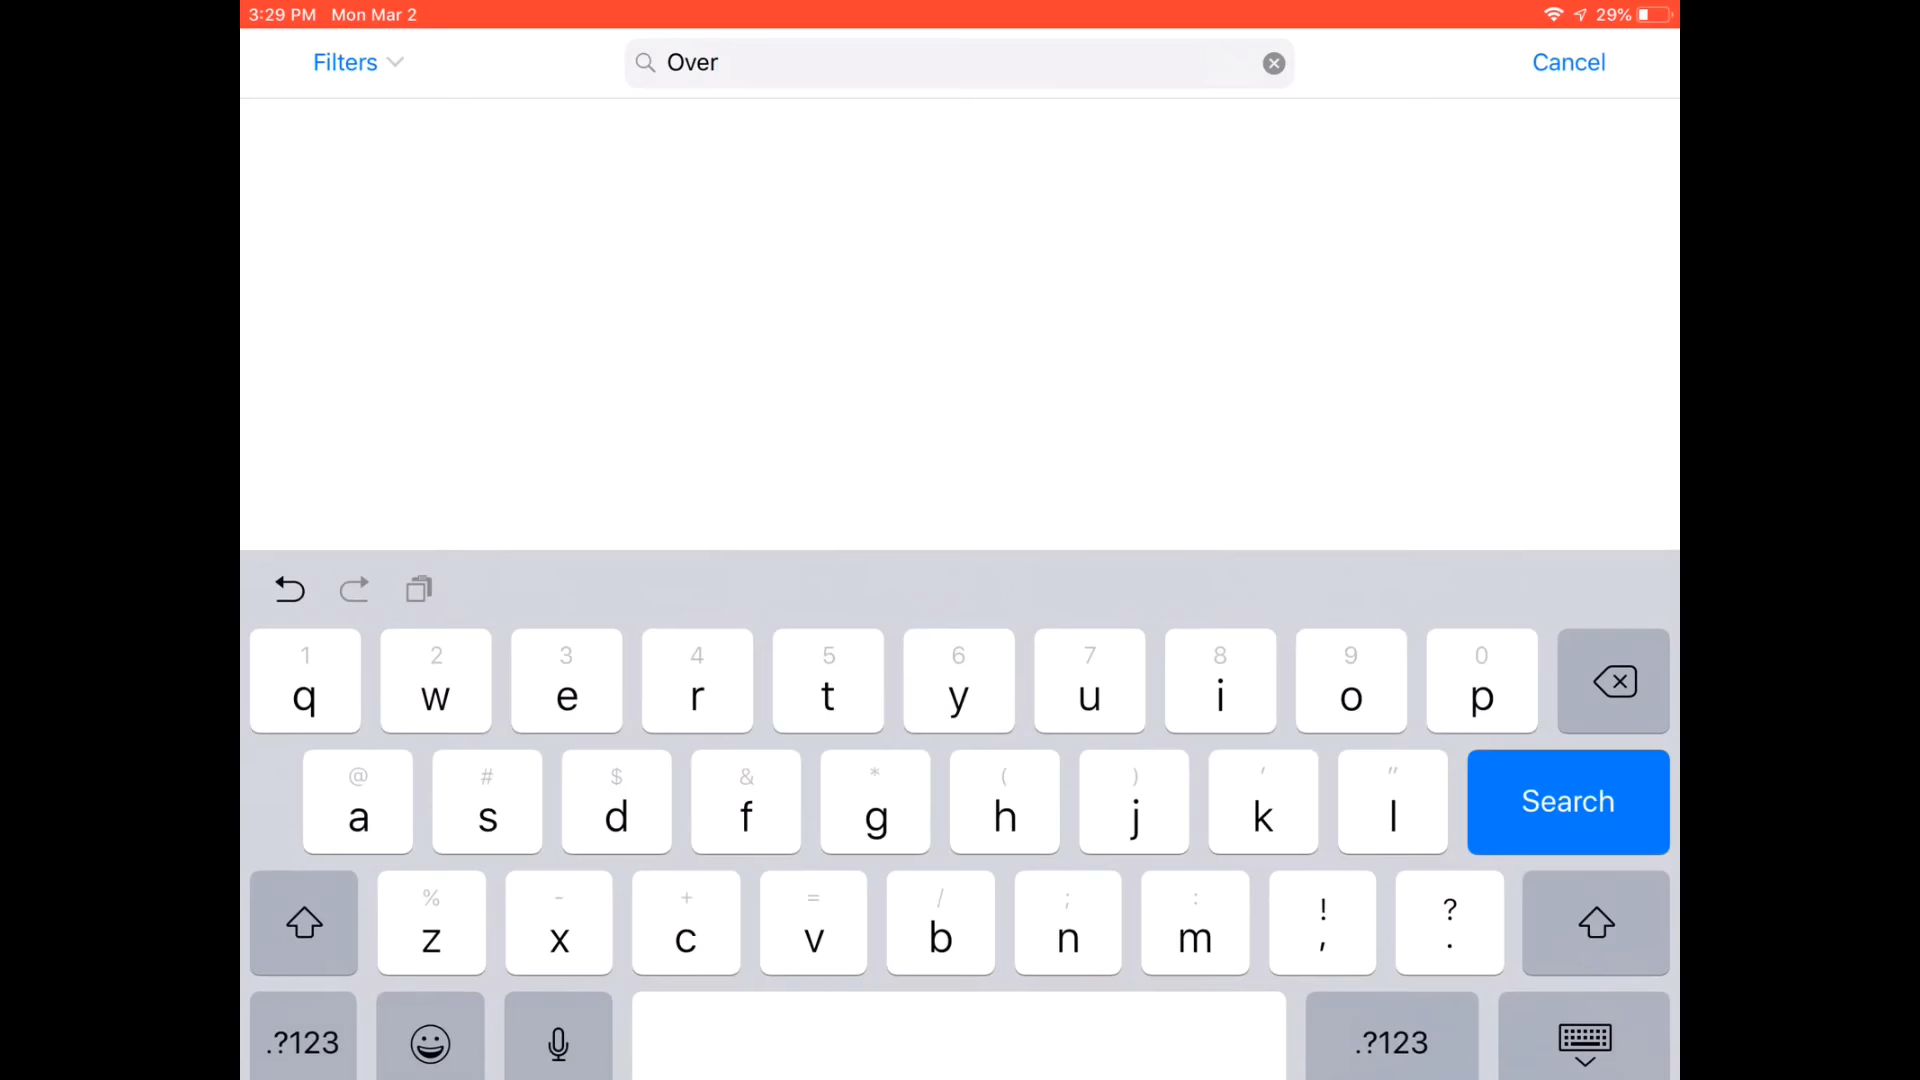 3:29 PM Mon Mar 2 29%
Filters Over Cancel
1 2 3 4 5 6 7 8 9 0
q w e r t y u i o p
@ # $ & * ( ) ' "
a s d f g h j k l Search
% - + = / ; : ! ?
z x c v b n m , .
.?123 .?123